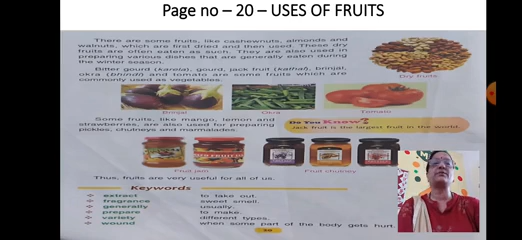 Page no – 20 – USES OF FRUITS
There are some fruits, like cashewnuts, almonds and
walnuts, which are first dried and then used. These dry
fruits are often eaten as such. They are also used in
preparing various dishes that are generally eaten during
the winter season.
Dry fruits
Bitter gourd (karela), gourd, jack fruit (kathal), brinjal,
okra (bhindi) and tomato are some fruits which are
commonly used as vegetables.
Brinjal
Okra
Tomato
Some fruits, like mango, lemon and
strawberries, are also used for preparing
pickles, chutneys and marmalades.
Do You Know?
Jack fruit is the largest fruit in the world.
Fruit jam
Fruit chutney
Thus, fruits are very useful for all of us.
Keywords
extract to take out.
fragrance sweet smell.
generally usually.
prepare to make.
variety different types.
wound when some part of the body gets hurt.